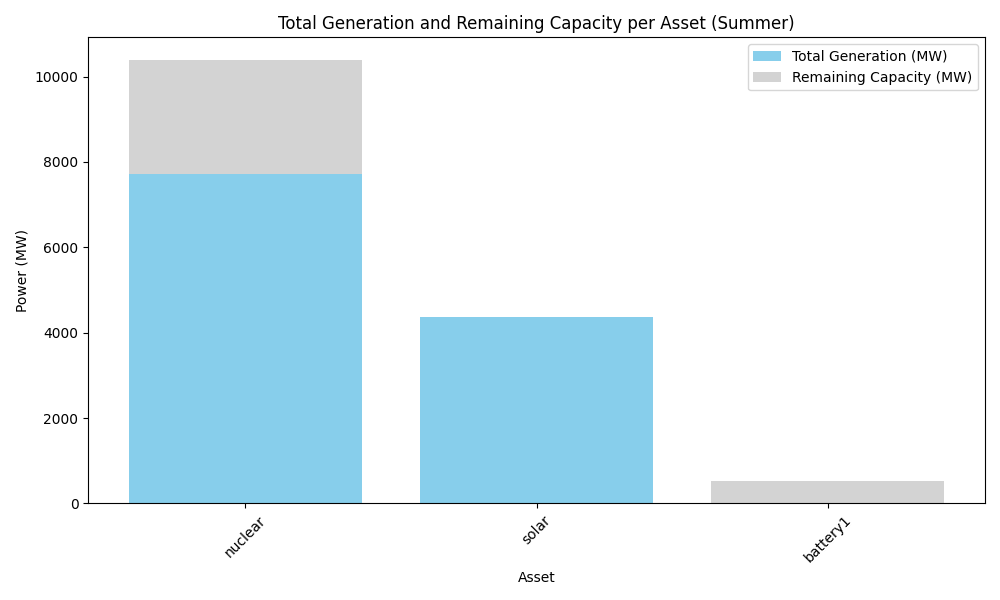 Total Generation and Remaining Capacity per Asset (Summer)
Total Generation (MW)
Remaining Capacity (MW)
Power (MW)
10000
8000
6000
4000
2000
0
nuclear
solar
battery1
Asset